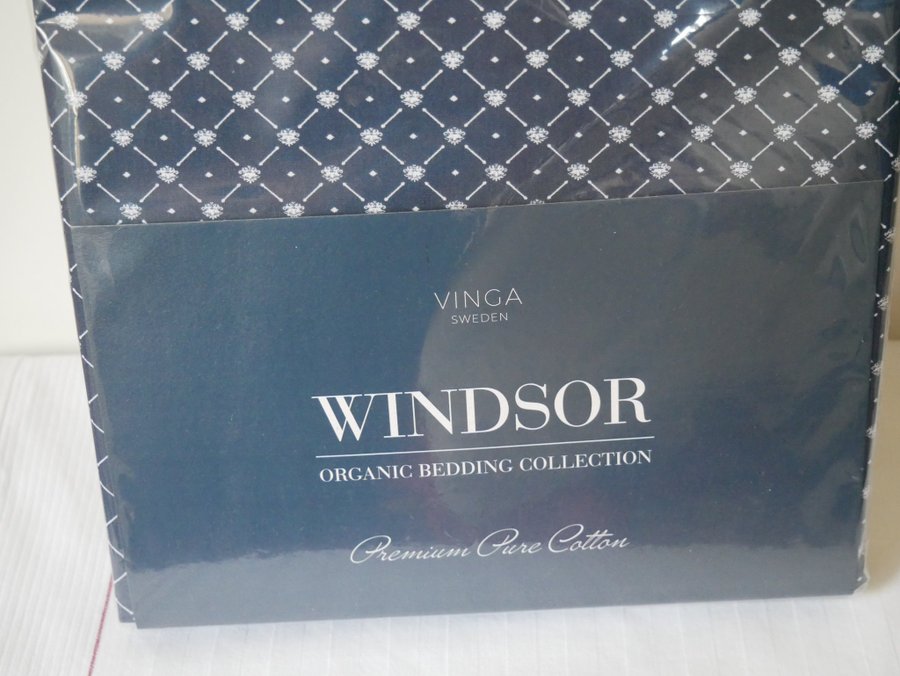 VINGA
SWEDEN
WINDSOR
ORGANIC BEDDING COLLECTION
Premium Pure Cotton